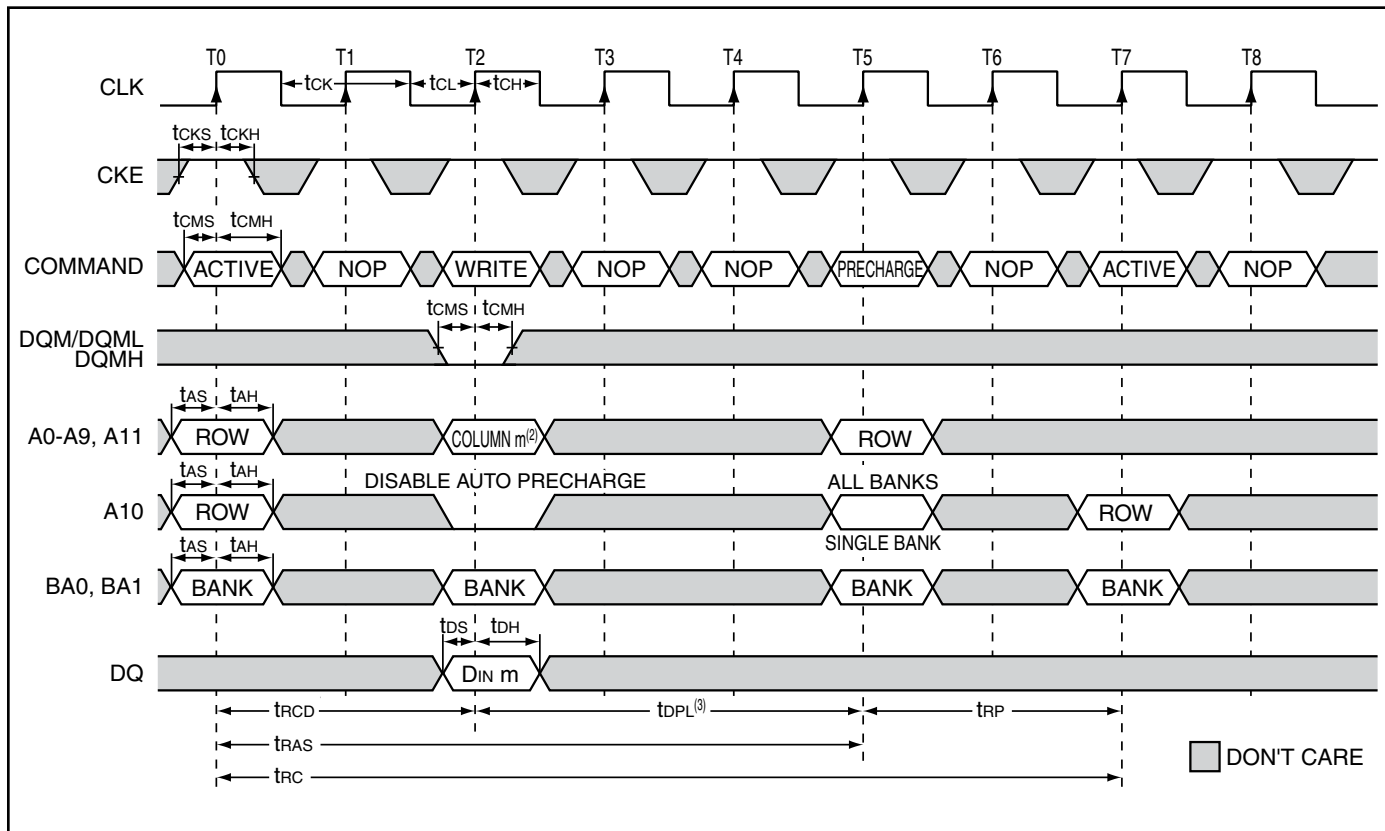 T0 T1 T2 T3 T4 T5 T6 T7 T8
CLK tCK tCL tCH
tCKS tCKH
CKE
tCMS tCMH
COMMAND ACTIVE NOP WRITE NOP NOP PRECHARGE NOP ACTIVE NOP
tCMS tCMH
DQM/DQML
DQMH
tAS tAH
A0-A9, A11 ROW COLUMN m(2) ROW
tAS tAH DISABLE AUTO PRECHARGE ALL BANKS
A10 ROW ROW
tAS tAH SINGLE BANK
BA0, BA1 BANK BANK BANK BANK
tDS tDH
DQ DIN m
tRCD tDPL(3) tRP
tRAS
tRC
DON'T CARE